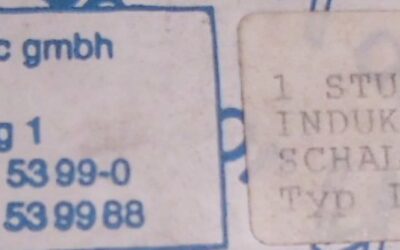 c gmbh
g 1
53 99-0
53 99 88
1 STU
INDUK
SCHAL
Typ I